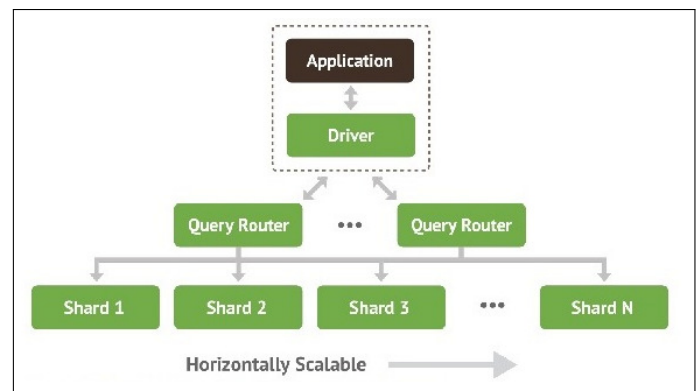 Application
Driver
Query Router ••• Query Router
Shard 1 Shard 2 Shard 3 ••• Shard N
Horizontally Scalable